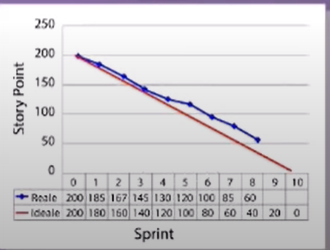 250
200
150
100
50
0
Story Point
0 1 2 3 4 5 6 7 8 9 10
Reale 200 185 167 145 130 120 100 85 60
Ideale 200 180 160 140 120 100 80 60 40 20 0
Sprint